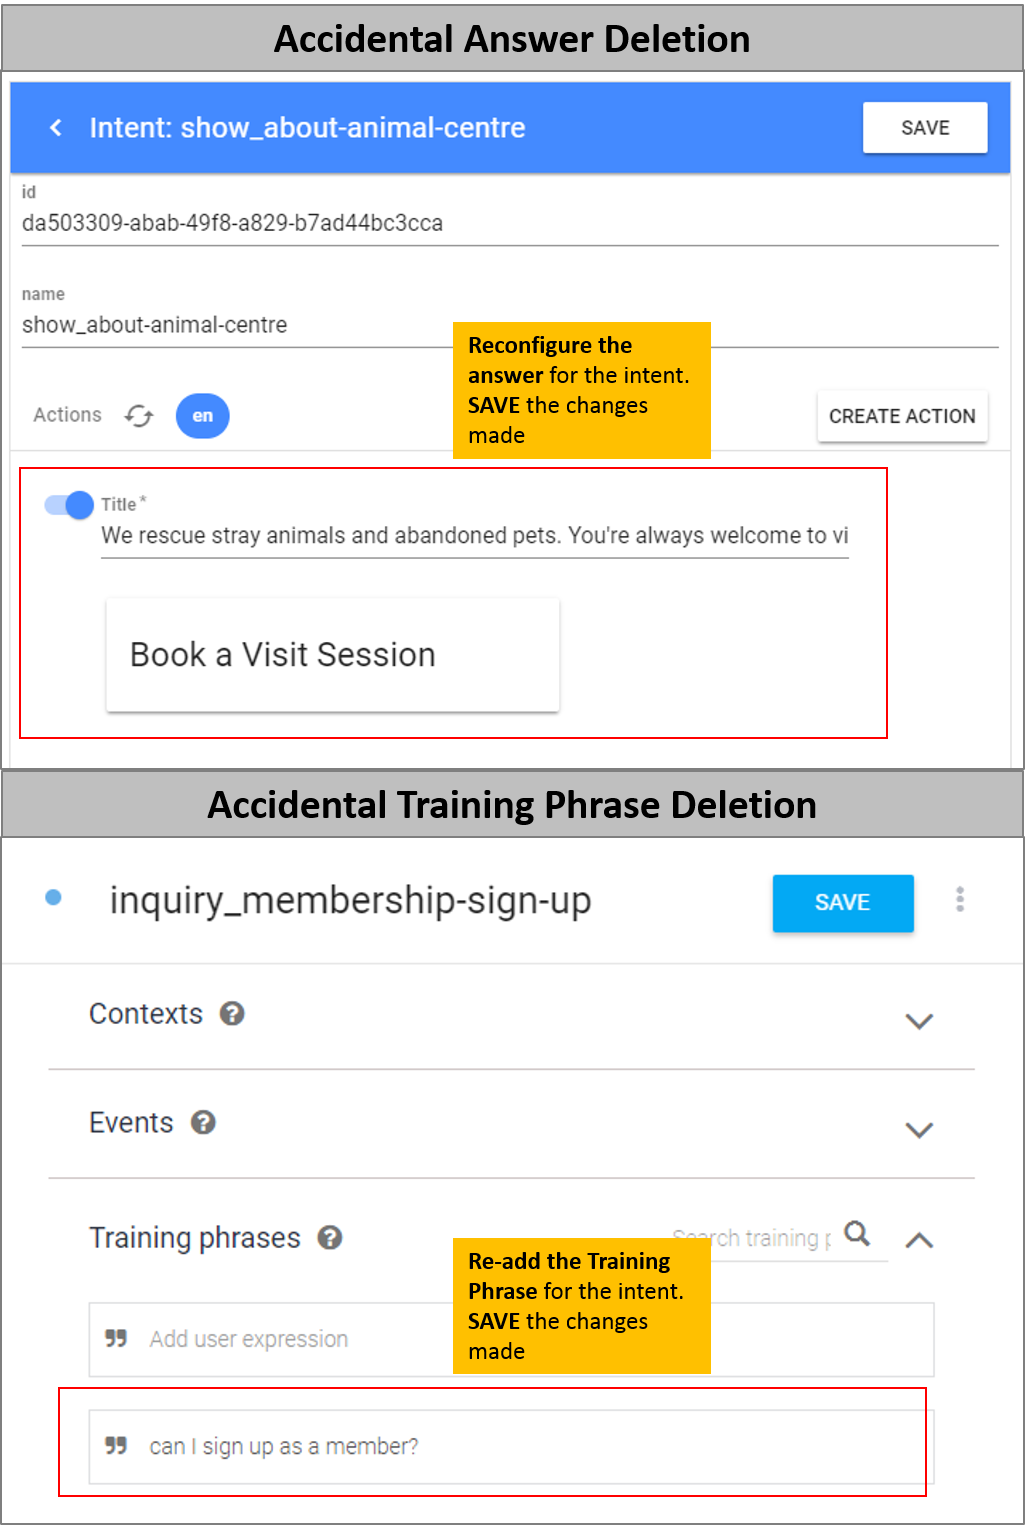 Accidental Answer Deletion
Intent: show_about-animal-centre
SAVE
id
da503309-abab-49f8-a829-b7ad44bc3cca
name
show_about-animal-centre
Reconfigure the
answer for the intent.
SAVE the changes
made
Actions
en
CREATE ACTION
Title *
We rescue stray animals and abandoned pets. You're always welcome to vi
Book a Visit Session
Accidental Training Phrase Deletion
inquiry_membership-sign-up
SAVE
Contexts ?
Events ?
Training phrases ?
Search training p
Re-add the Training
Phrase for the intent.
SAVE the changes
made
Add user expression
can I sign up as a member?